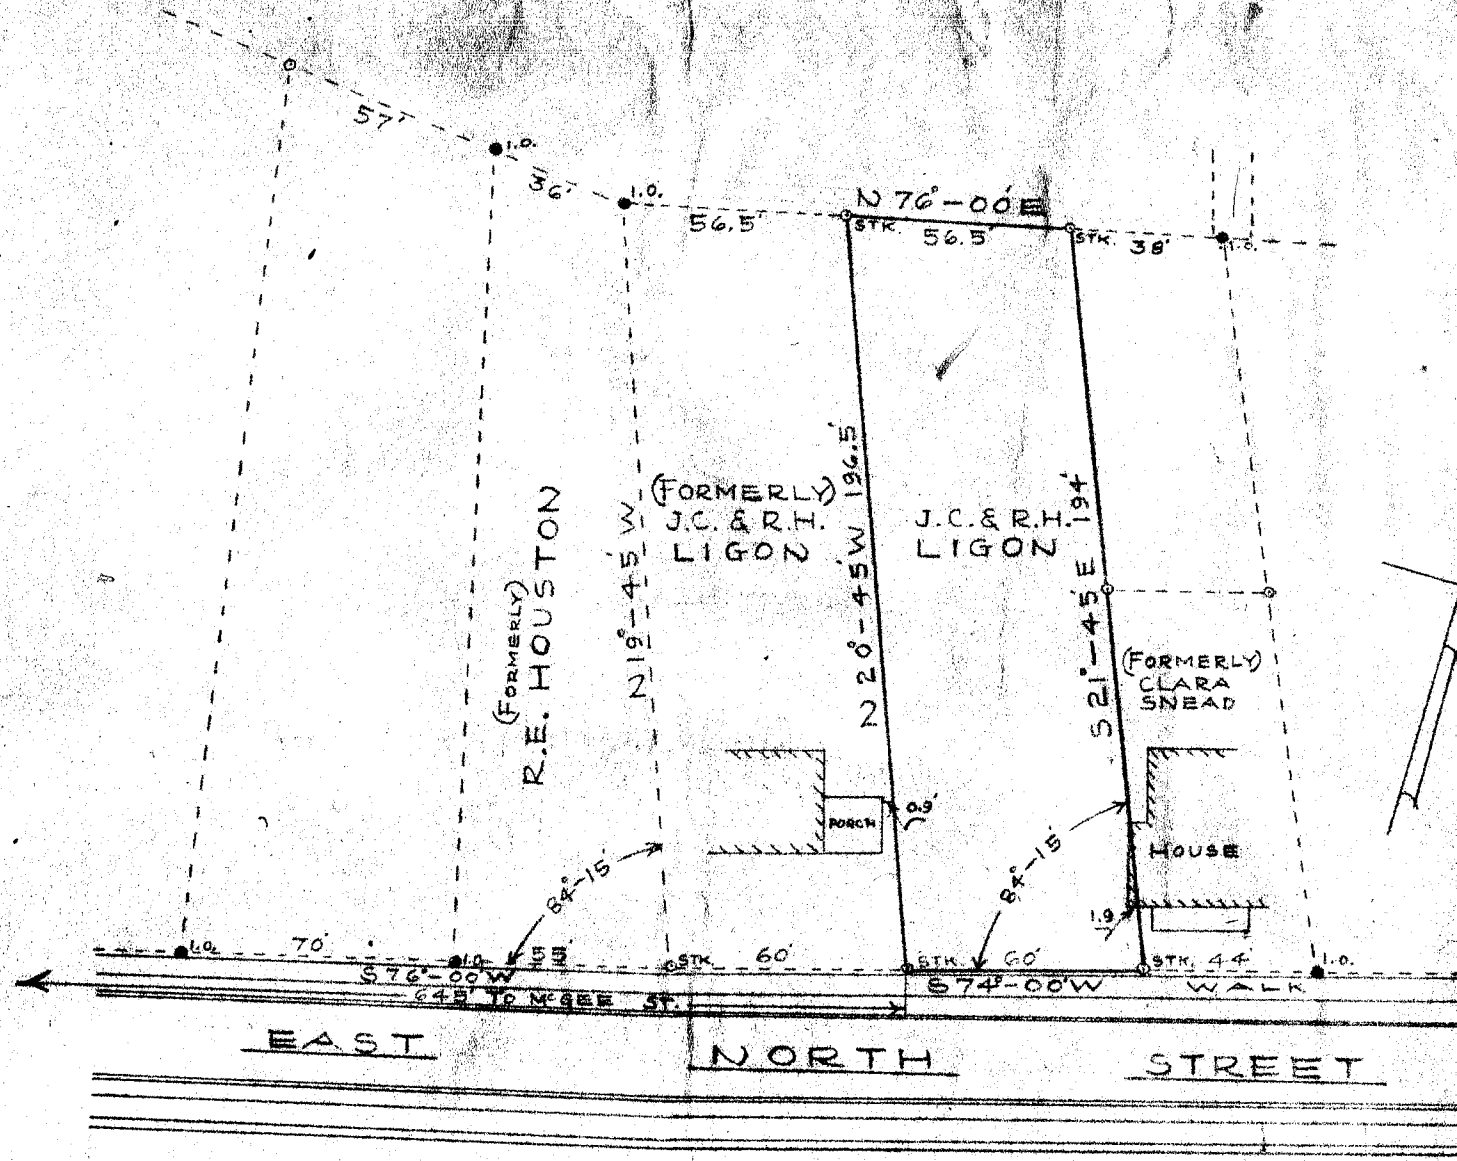 57'
I.O.
36'
I.O.
56.5'
N 76°-00'E
STK.
56.5'
STK.
38'
I.O.
(FORMERLY)
R.E. HOUSTON
N 19°-45'W
(FORMERLY)
J.C. & R.H.
LIGON
N 20°-45'W 196.5'
J.C. & R.H.
LIGON
S 21°-45'E 194'
(FORMERLY)
CLARA
SNEAD
PORCH
0.9'
HOUSE
1.9
84°-15'
84°-15'
I.O.
70'
I.O.
STK.
60'
STK.
60'
STK.
44'
I.O.
S 76°-00'W
S 74°-00'W
WALK
645' TO McGEE ST.
EAST NORTH STREET